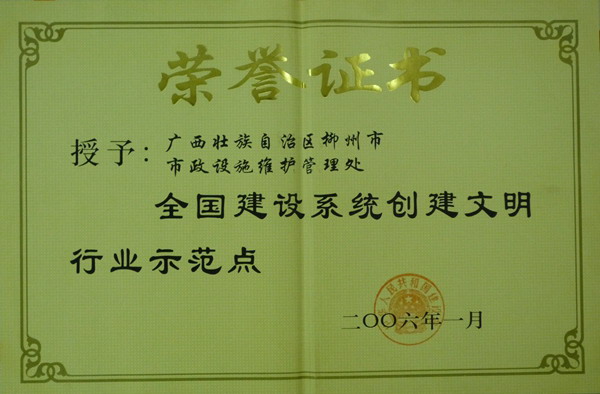 荣誉证书
授予：
广西壮族自治区柳州市
市政设施维护管理处
全国建设系统创建文明
行业示范点
二〇〇六年一月